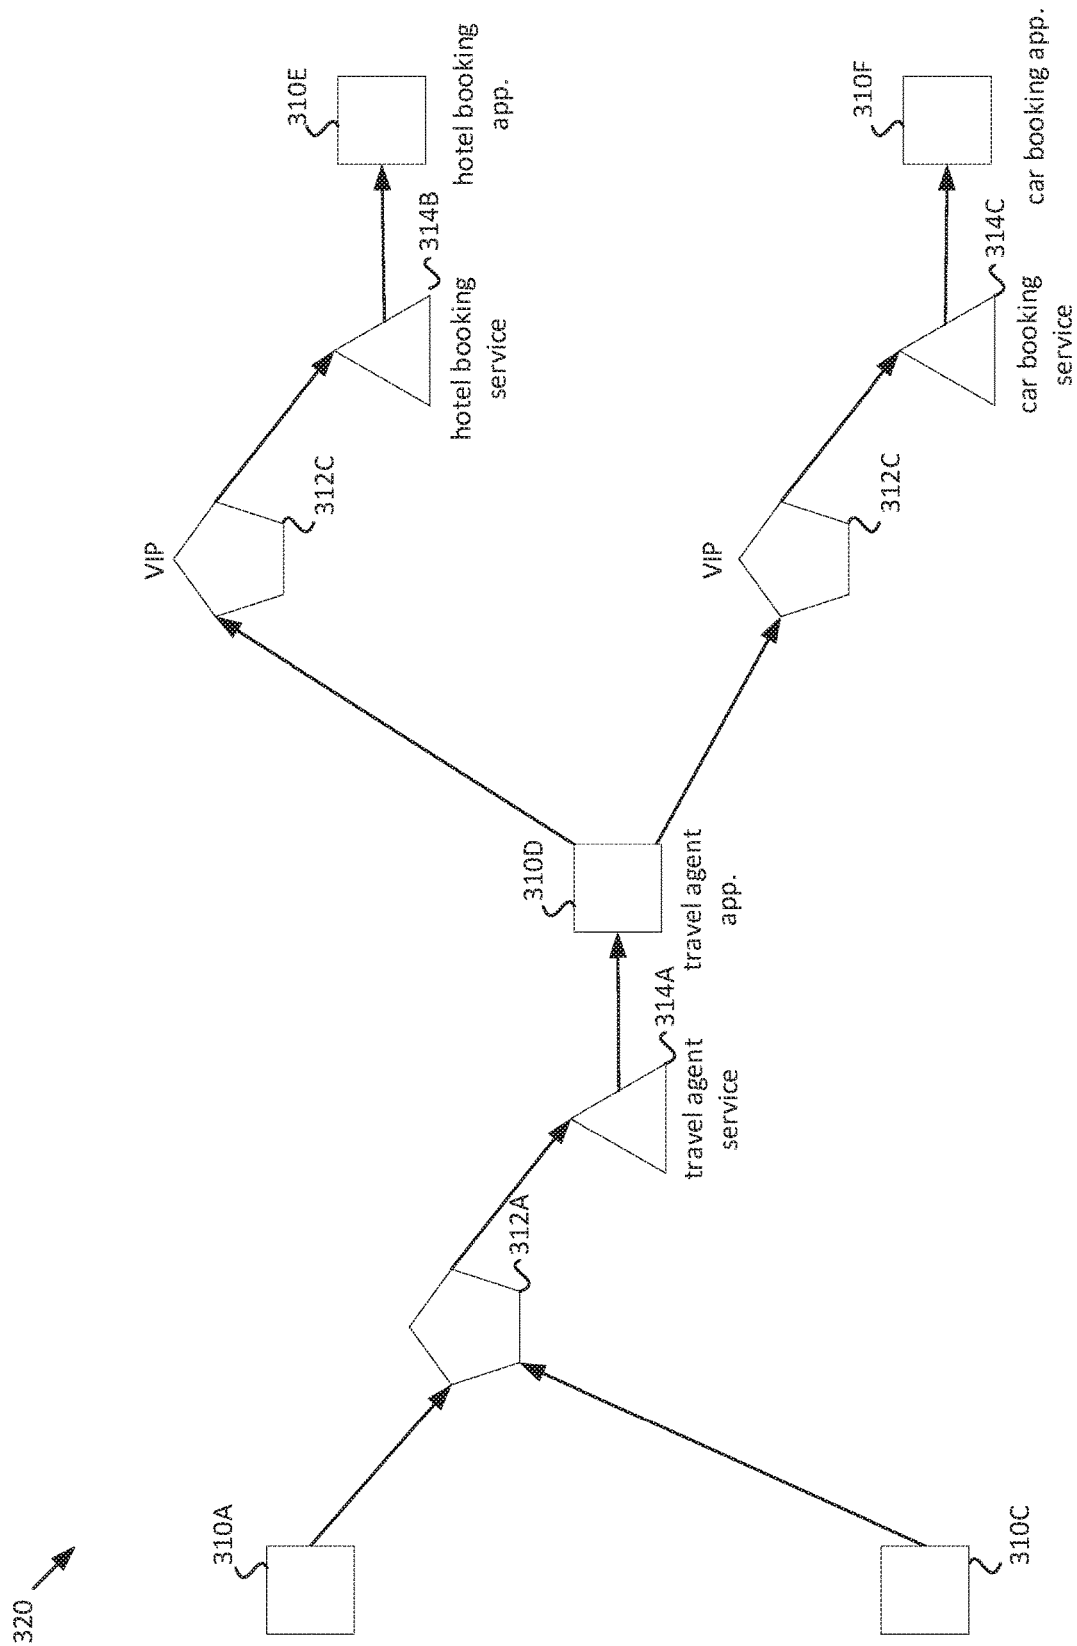 320
310A
310C
312A
travel agent
service
314A
310D
travel agent
app.
VIP
312C
VIP
312C
hotel booking
service
314B
car booking
service
314C
310E
hotel booking
app.
310F
car booking app.